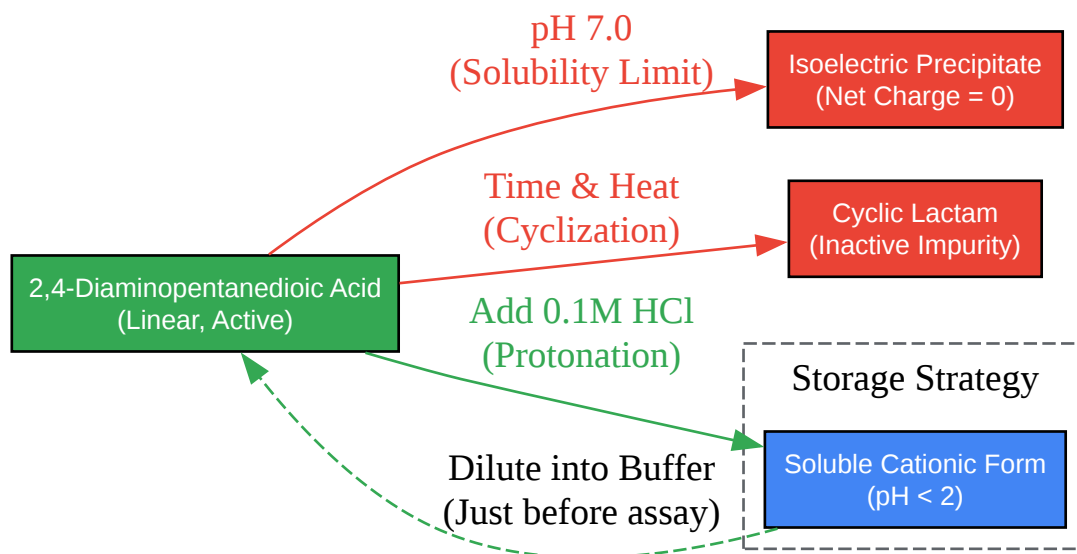 pH 7.0
(Solubility Limit)
Isoelectric Precipitate
(Net Charge = 0)
Time & Heat
(Cyclization)
Cyclic Lactam
(Inactive Impurity)
2,4-Diaminopentanedioic Acid
(Linear, Active)
Add 0.1M HCl
(Protonation)
Storage Strategy
Soluble Cationic Form
(pH < 2)
Dilute into Buffer
(Just before assay)